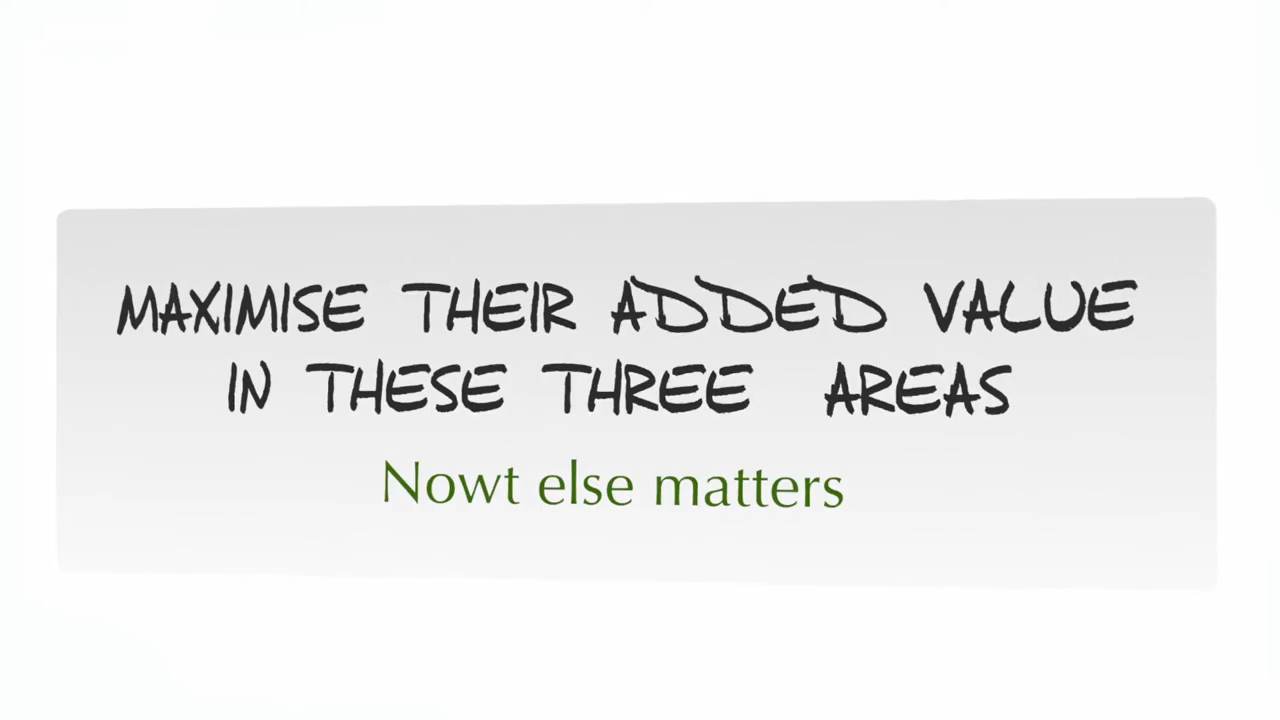 MAXIMISE THEIR ADDED VALUE
IN THESE THREE AREAS
Nowt else matters